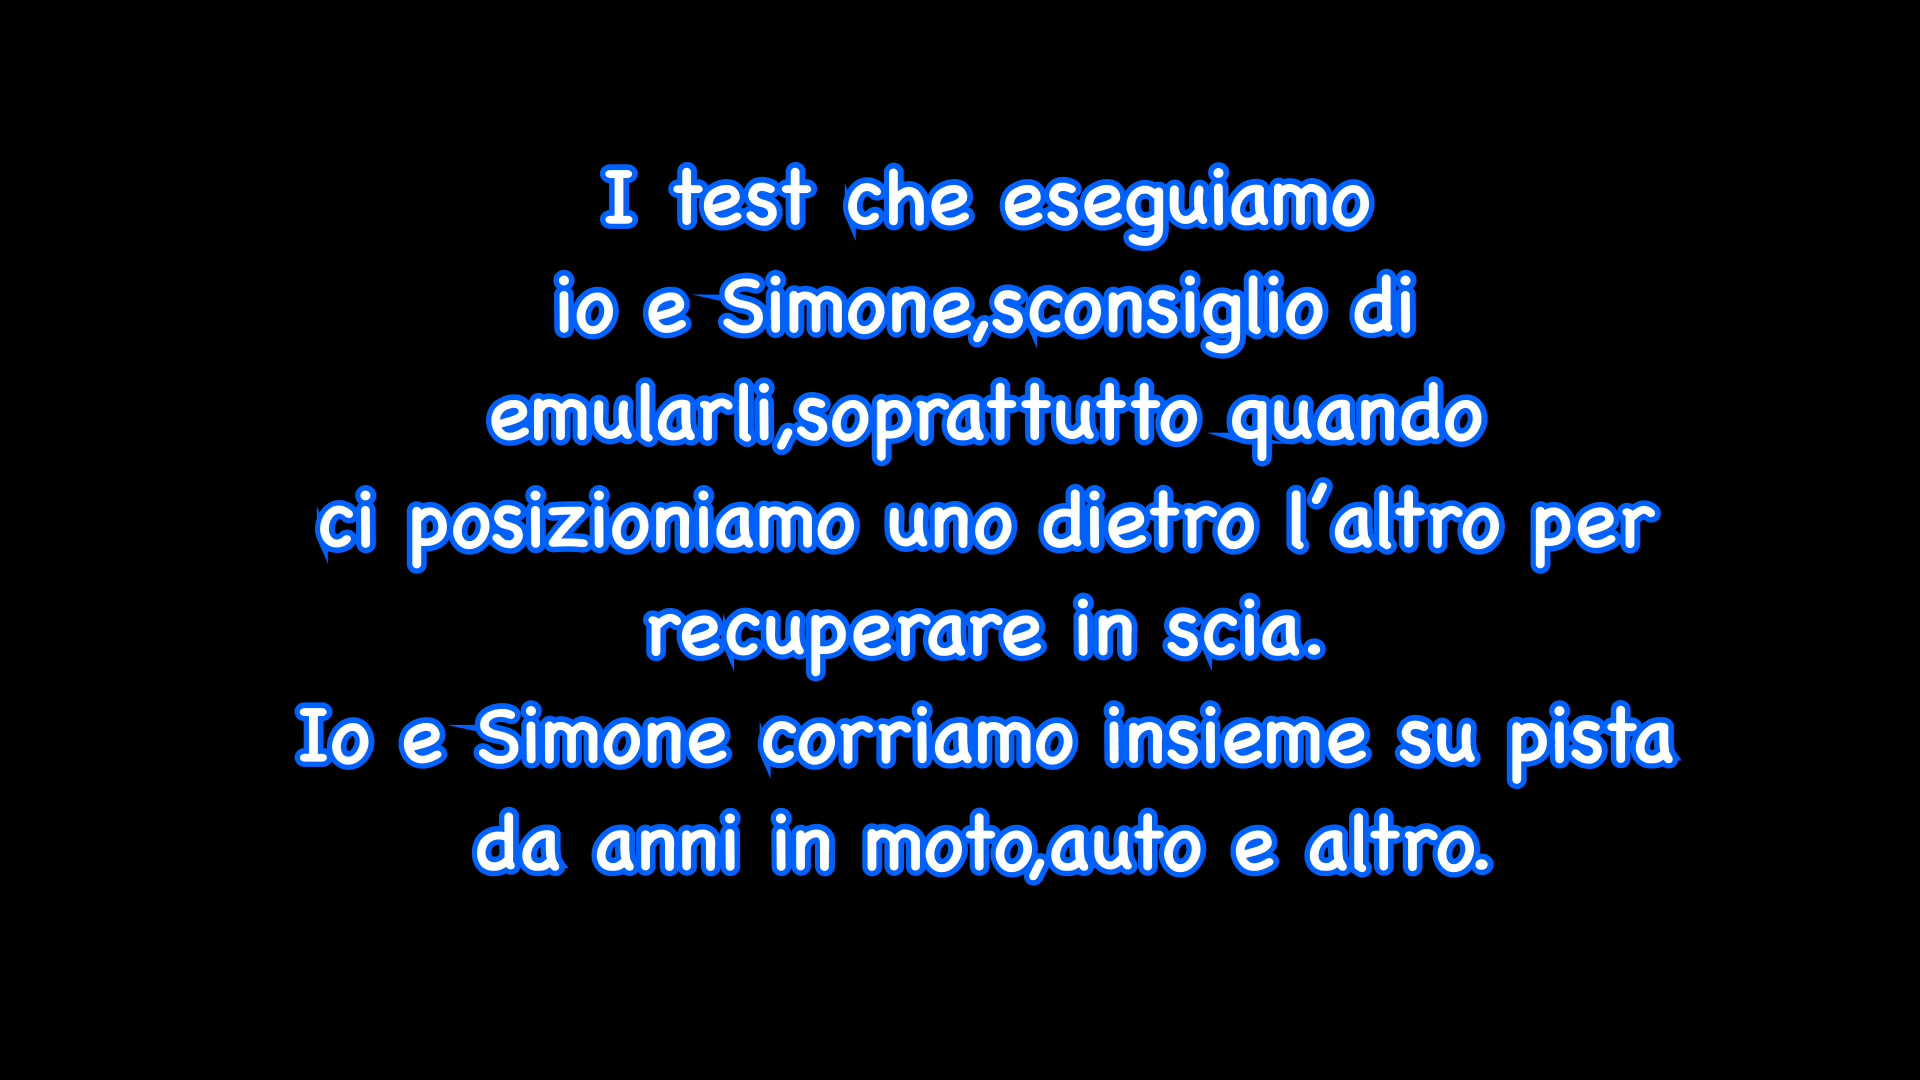 I test che eseguiamo
io e Simone,sconsiglio di
emularli,soprattutto quando
ci posizioniamo uno dietro l'altro per
recuperare in scia.
Io e Simone corriamo insieme su pista
da anni in moto,auto e altro.